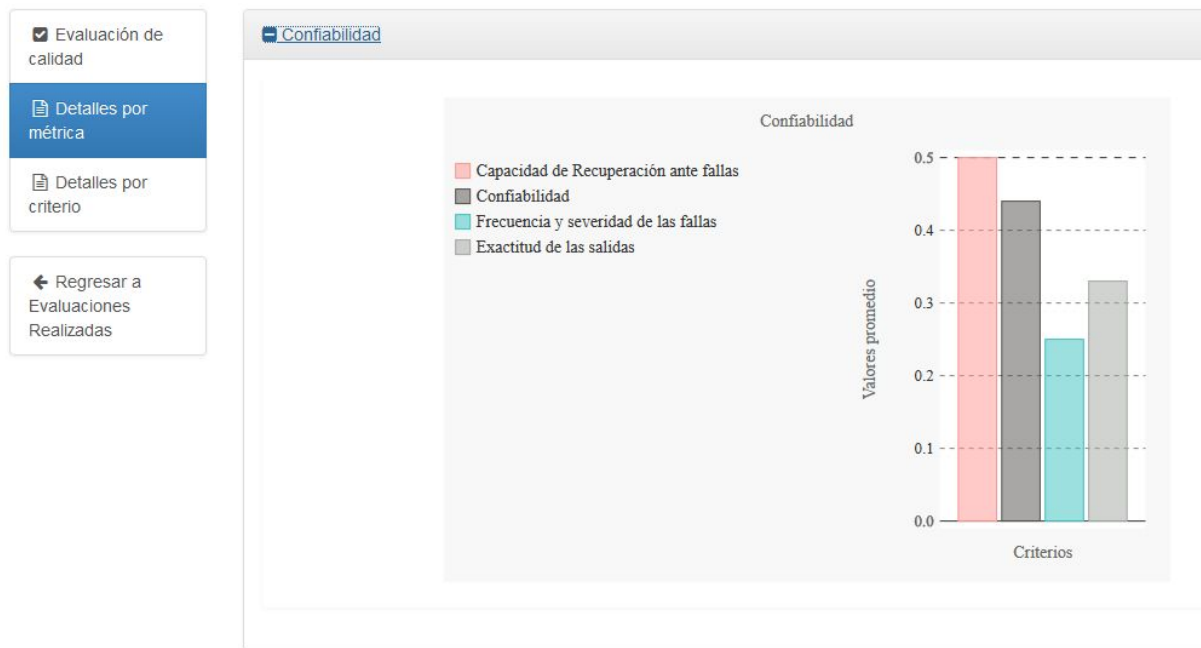 Evaluación de
calidad
Detalles por
métrica
Detalles por
criterio
Regresar a
Evaluaciones
Realizadas
Confiabilidad
Confiabilidad
Capacidad de Recuperación ante fallas
Confiabilidad
Frecuencia y severidad de las fallas
Exactitud de las salidas
Valores promedio
0.5
0.4
0.3
0.2
0.1
0.0
Criterios